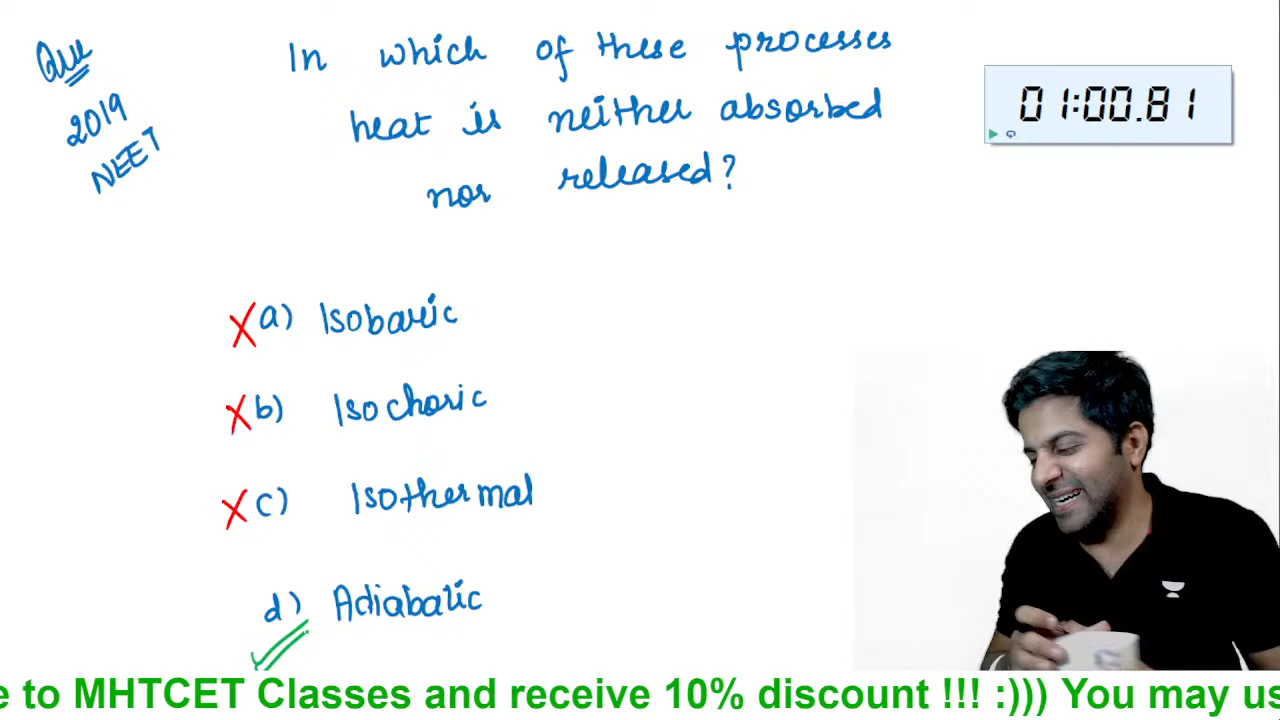 Que
2019
NEET
In which of these processes
heat is neither absorbed
nor released?
01:00.81
a) Isobaric
b) Isochoric
c) Isothermal
d) Adiabatic
e to MHTCET Classes and receive 10% discount !!! :))) You may us